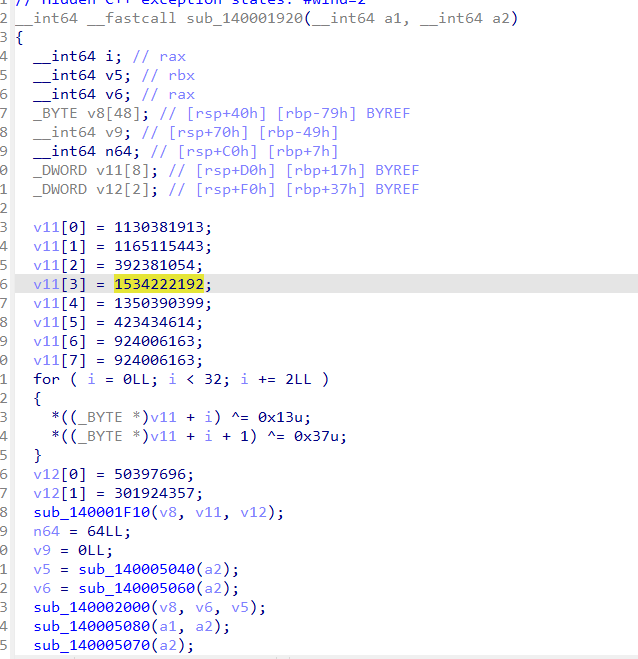 // Hidden C++ exception states: #wind=2
2 __int64 __fastcall sub_140001920(__int64 a1, __int64 a2)
3 {
4 __int64 i; // rax
5 __int64 v5; // rbx
6 __int64 v6; // rax
7 _BYTE v8[48]; // [rsp+40h] [rbp-79h] BYREF
8 __int64 v9; // [rsp+70h] [rbp-49h]
9 __int64 n64; // [rsp+C0h] [rbp+7h]
0 _DWORD v11[8]; // [rsp+D0h] [rbp+17h] BYREF
1 _DWORD v12[2]; // [rsp+F0h] [rbp+37h] BYREF
2
3 v11[0] = 1130381913;
4 v11[1] = 1165115443;
5 v11[2] = 392381054;
6 v11[3] = 1534222192;
7 v11[4] = 1350390399;
8 v11[5] = 423434614;
9 v11[6] = 924006163;
0 v11[7] = 924006163;
1 for ( i = 0LL; i < 32; i += 2LL )
2 {
3 *((_BYTE *)v11 + i) ^= 0x13u;
4 *((_BYTE *)v11 + i + 1) ^= 0x37u;
5 }
6 v12[0] = 50397696;
7 v12[1] = 301924357;
8 sub_140001F10(v8, v11, v12);
9 n64 = 64LL;
0 v9 = 0LL;
1 v5 = sub_140005040(a2);
2 v6 = sub_140005060(a2);
3 sub_140002000(v8, v6, v5);
4 sub_140005080(a1, a2);
5 sub_140005070(a2);